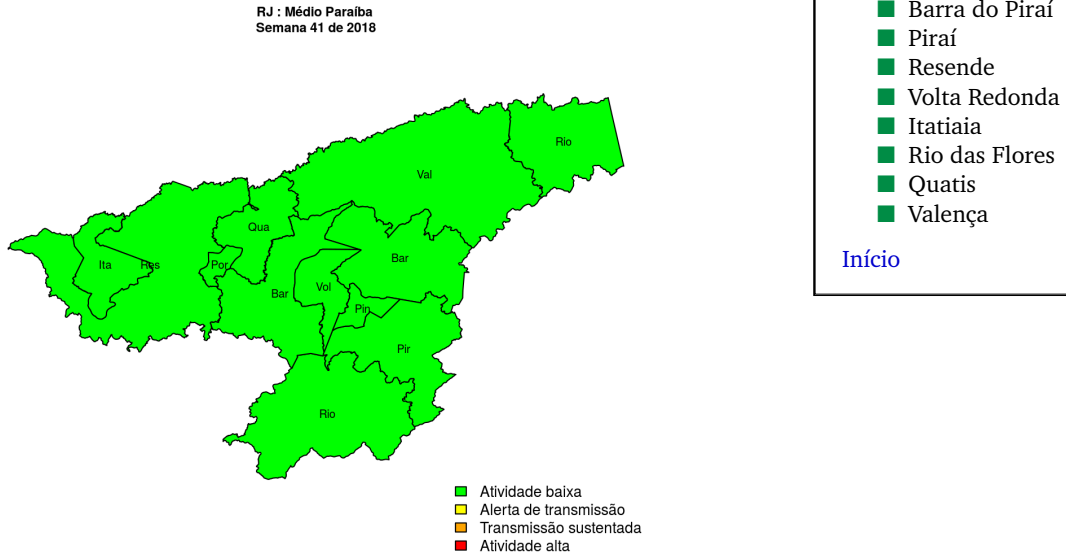 RJ : Médio Paraíba
Semana 41 de 2018
Rio
Val
Qua
Ita
Res
Por
Bar
Bar
Vol
Pin
Pir
Rio
Atividade baixa
Alerta de transmissão
Transmissão sustentada
Atividade alta
Barra do Piraí
Piraí
Resende
Volta Redonda
Itatiaia
Rio das Flores
Quatis
Valença
Início